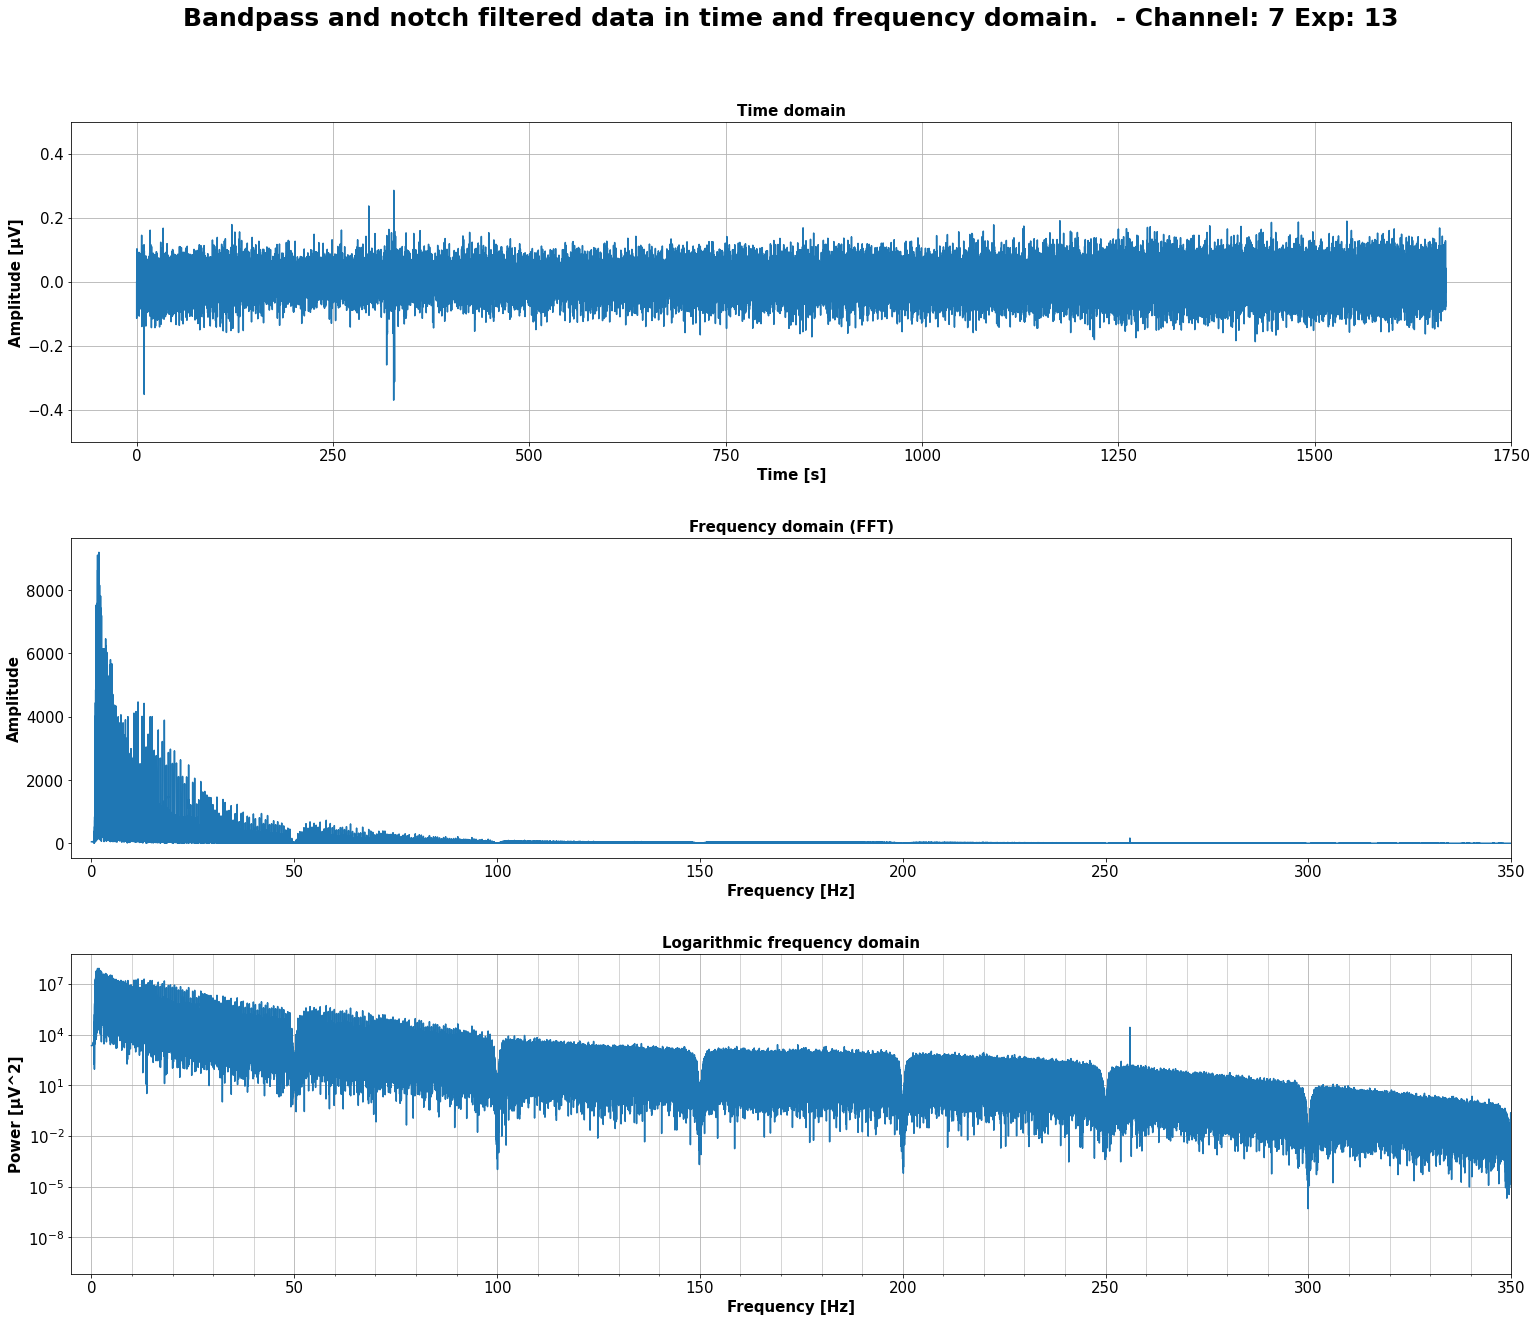 Bandpass and notch filtered data in time and frequency domain.  - Channel: 7 Exp: 13
Time domain
Amplitude [µV]
0.4
0.2
0.0
−0.2
−0.4
0 250 500 750 1000 1250 1500 1750
Time [s]
Frequency domain (FFT)
Amplitude
8000
6000
4000
2000
0
0 50 100 150 200 250 300 350
Frequency [Hz]
Logarithmic frequency domain
Power [µV^2]
10^7
10^4
10^1
10^−2
10^−5
10^−8
0 50 100 150 200 250 300 350
Frequency [Hz]